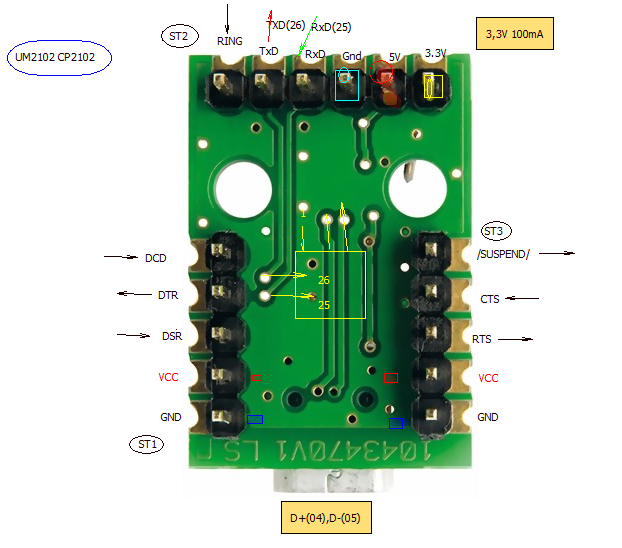 TXD(26)
RxD(25)
ST2
RING
TxD
RxD
Gnd
5V
3.3V
3,3V 100mA
UM2102 CP2102
ST3
DCD
/SUSPEND/
1
DTR
26
CTS
25
DSR
RTS
VCC
VCC
GND
GND
ST1
1043470V1 LS
D+(04),D-(05)